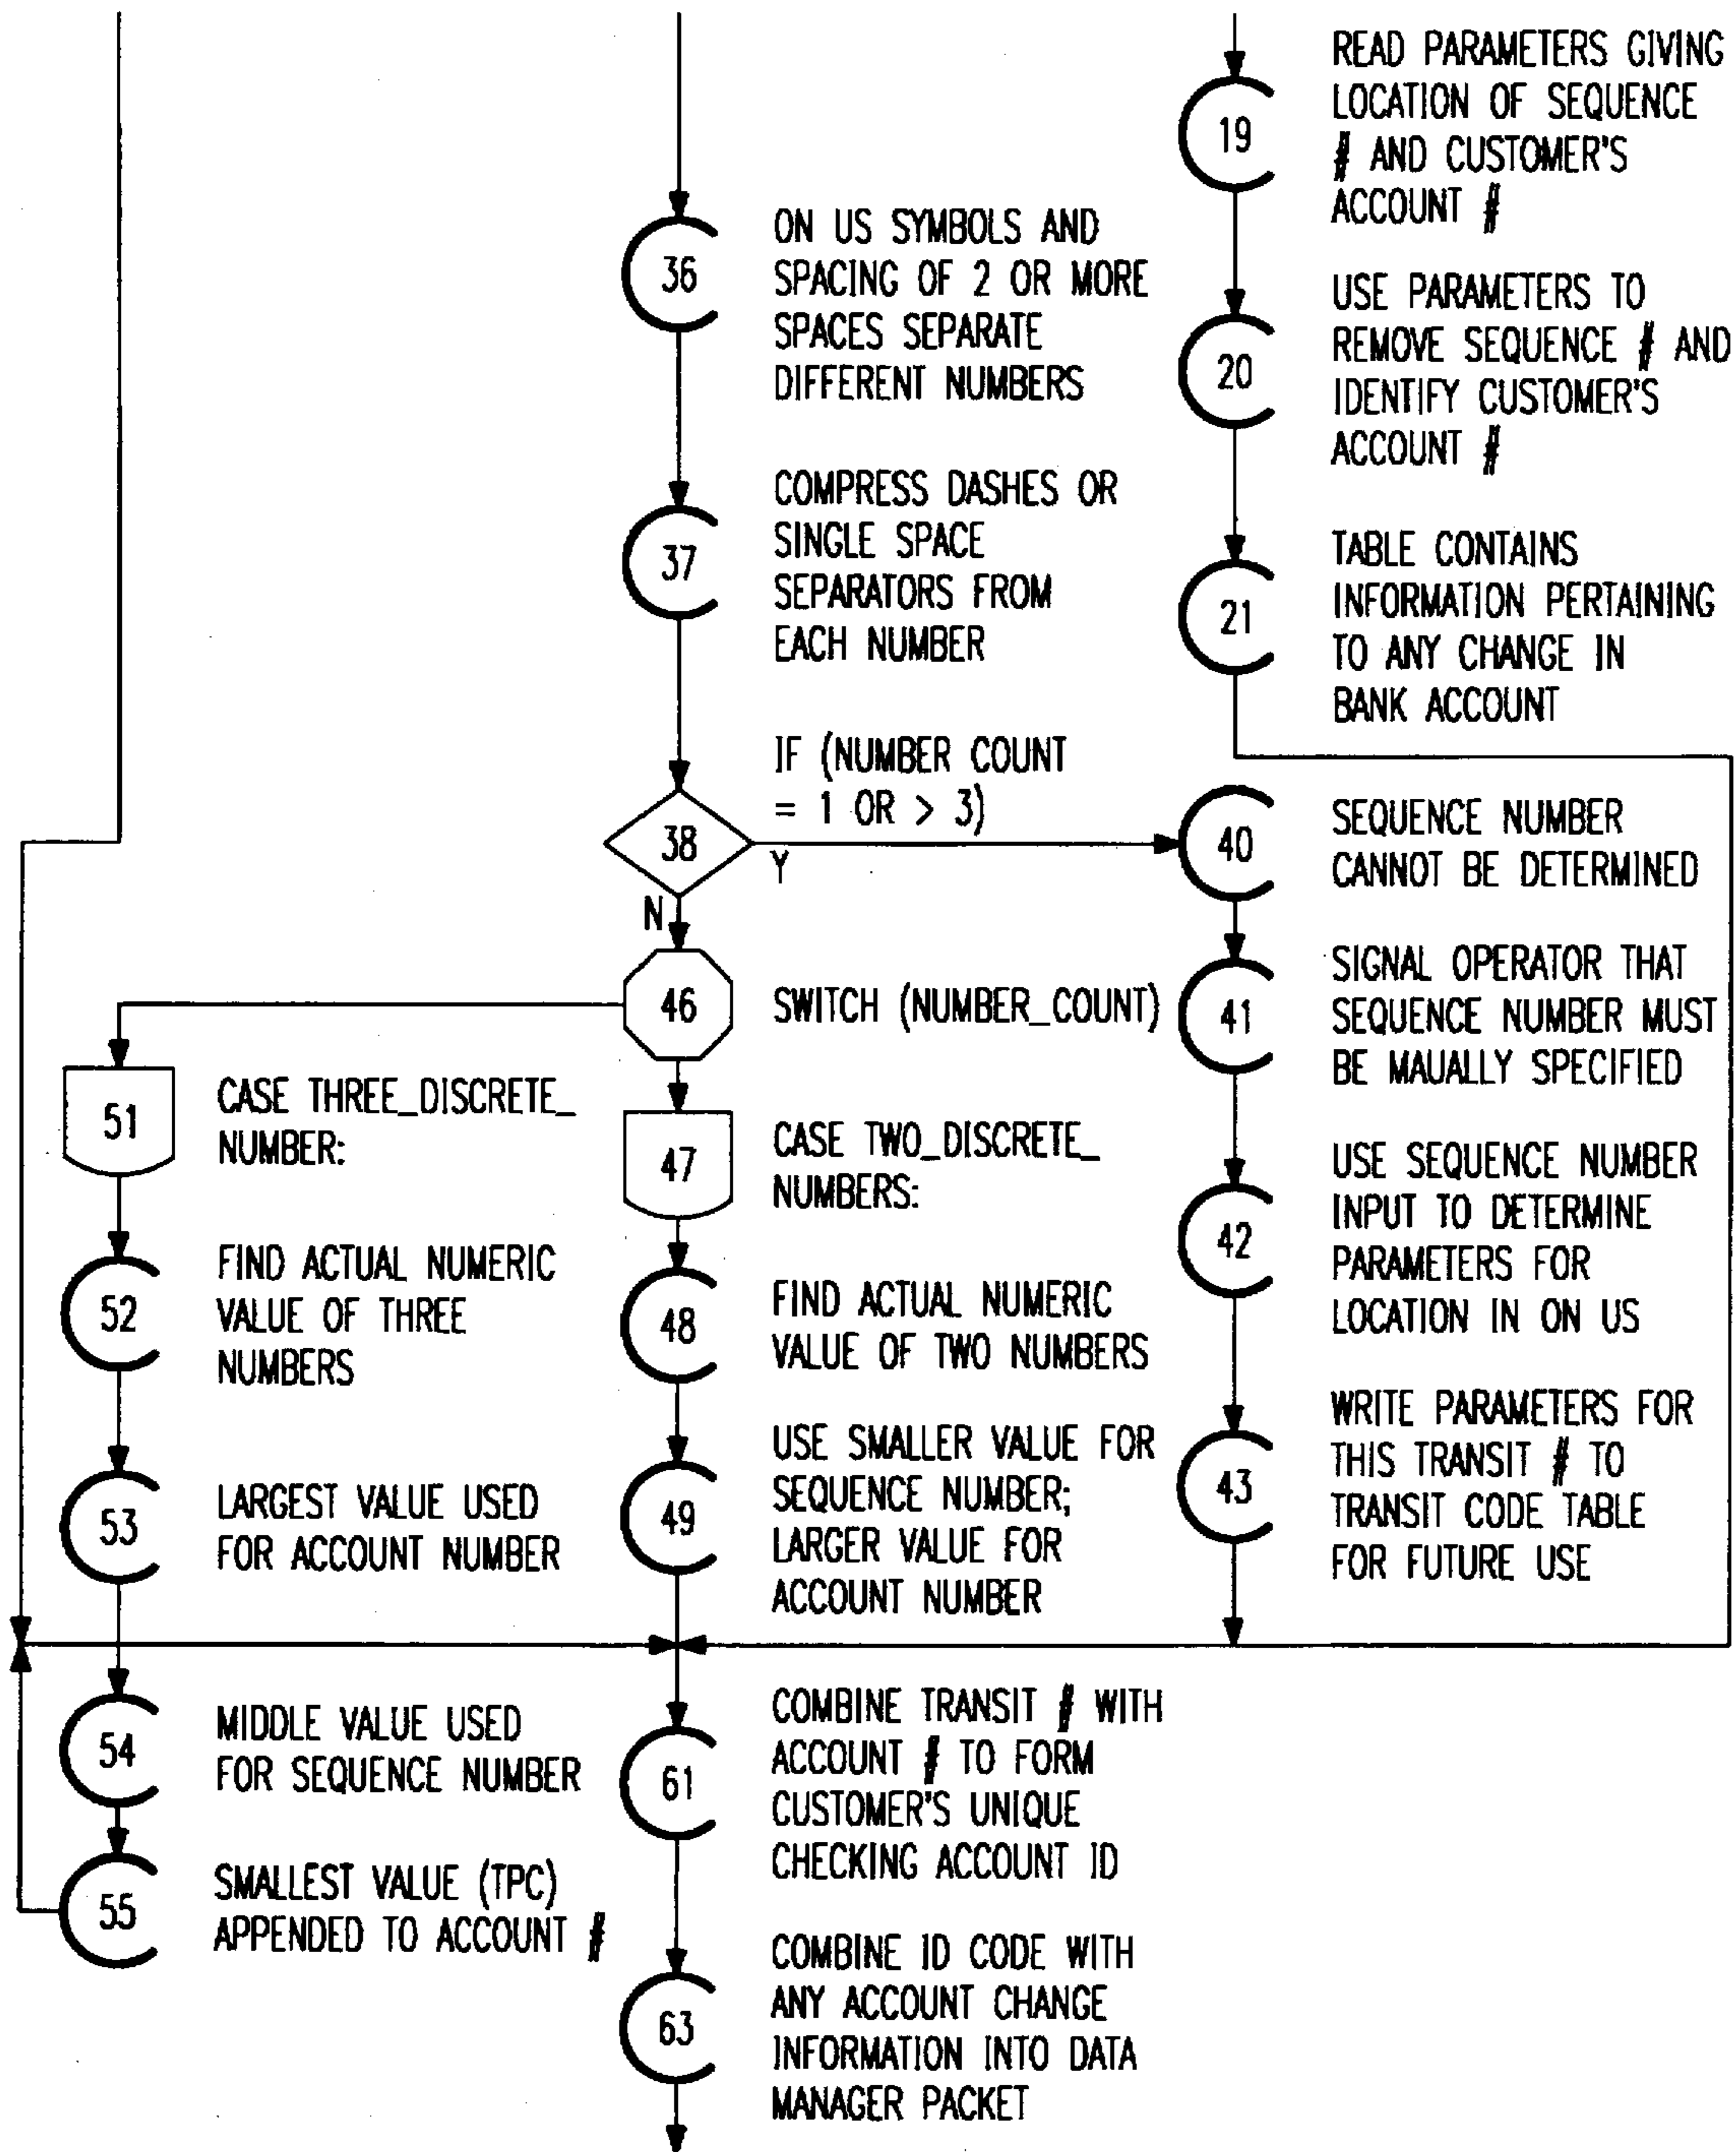 19
READ PARAMETERS GIVING
LOCATION OF SEQUENCE
# AND CUSTOMER'S
ACCOUNT #
36
ON US SYMBOLS AND
SPACING OF 2 OR MORE
SPACES SEPARATE
DIFFERENT NUMBERS
20
USE PARAMETERS TO
REMOVE SEQUENCE # AND
IDENTIFY CUSTOMER'S
ACCOUNT #
37
COMPRESS DASHES OR
SINGLE SPACE
SEPARATORS FROM
EACH NUMBER
21
TABLE CONTAINS
INFORMATION PERTAINING
TO ANY CHANGE IN
BANK ACCOUNT
38
IF (NUMBER COUNT
= 1 OR > 3)
Y
N
40
SEQUENCE NUMBER
CANNOT BE DETERMINED
46
SWITCH (NUMBER_COUNT)
41
SIGNAL OPERATOR THAT
SEQUENCE NUMBER MUST
BE MAUALLY SPECIFIED
51
CASE THREE_DISCRETE_
NUMBER:
47
CASE TWO_DISCRETE_
NUMBERS:
42
USE SEQUENCE NUMBER
INPUT TO DETERMINE
PARAMETERS FOR
LOCATION IN ON US
52
FIND ACTUAL NUMERIC
VALUE OF THREE
NUMBERS
48
FIND ACTUAL NUMERIC
VALUE OF TWO NUMBERS
43
WRITE PARAMETERS FOR
THIS TRANSIT # TO
TRANSIT CODE TABLE
FOR FUTURE USE
53
LARGEST VALUE USED
FOR ACCOUNT NUMBER
49
USE SMALLER VALUE FOR
SEQUENCE NUMBER;
LARGER VALUE FOR
ACCOUNT NUMBER
54
MIDDLE VALUE USED
FOR SEQUENCE NUMBER
61
COMBINE TRANSIT # WITH
ACCOUNT # TO FORM
CUSTOMER'S UNIQUE
CHECKING ACCOUNT ID
55
SMALLEST VALUE (TPC)
APPENDED TO ACCOUNT #
63
COMBINE ID CODE WITH
ANY ACCOUNT CHANGE
INFORMATION INTO DATA
MANAGER PACKET